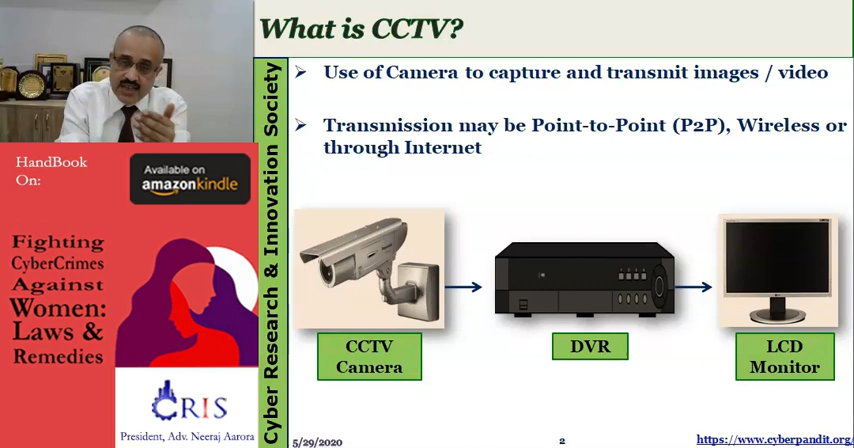 What is CCTV?
Use of Camera to capture and transmit images / video
Transmission may be Point-to-Point (P2P), Wireless or
through Internet
CCTV
Camera
DVR
LCD
Monitor
Cyber Research & Innovation Society
HandBook
On:
Available on
amazonkindle
Fighting
CyberCrimes
Against
Women:
Laws &
Remedies
CRIS
President, Adv. Neeraj Aarora
5/29/2020
2
https://www.cyberpandit.org/